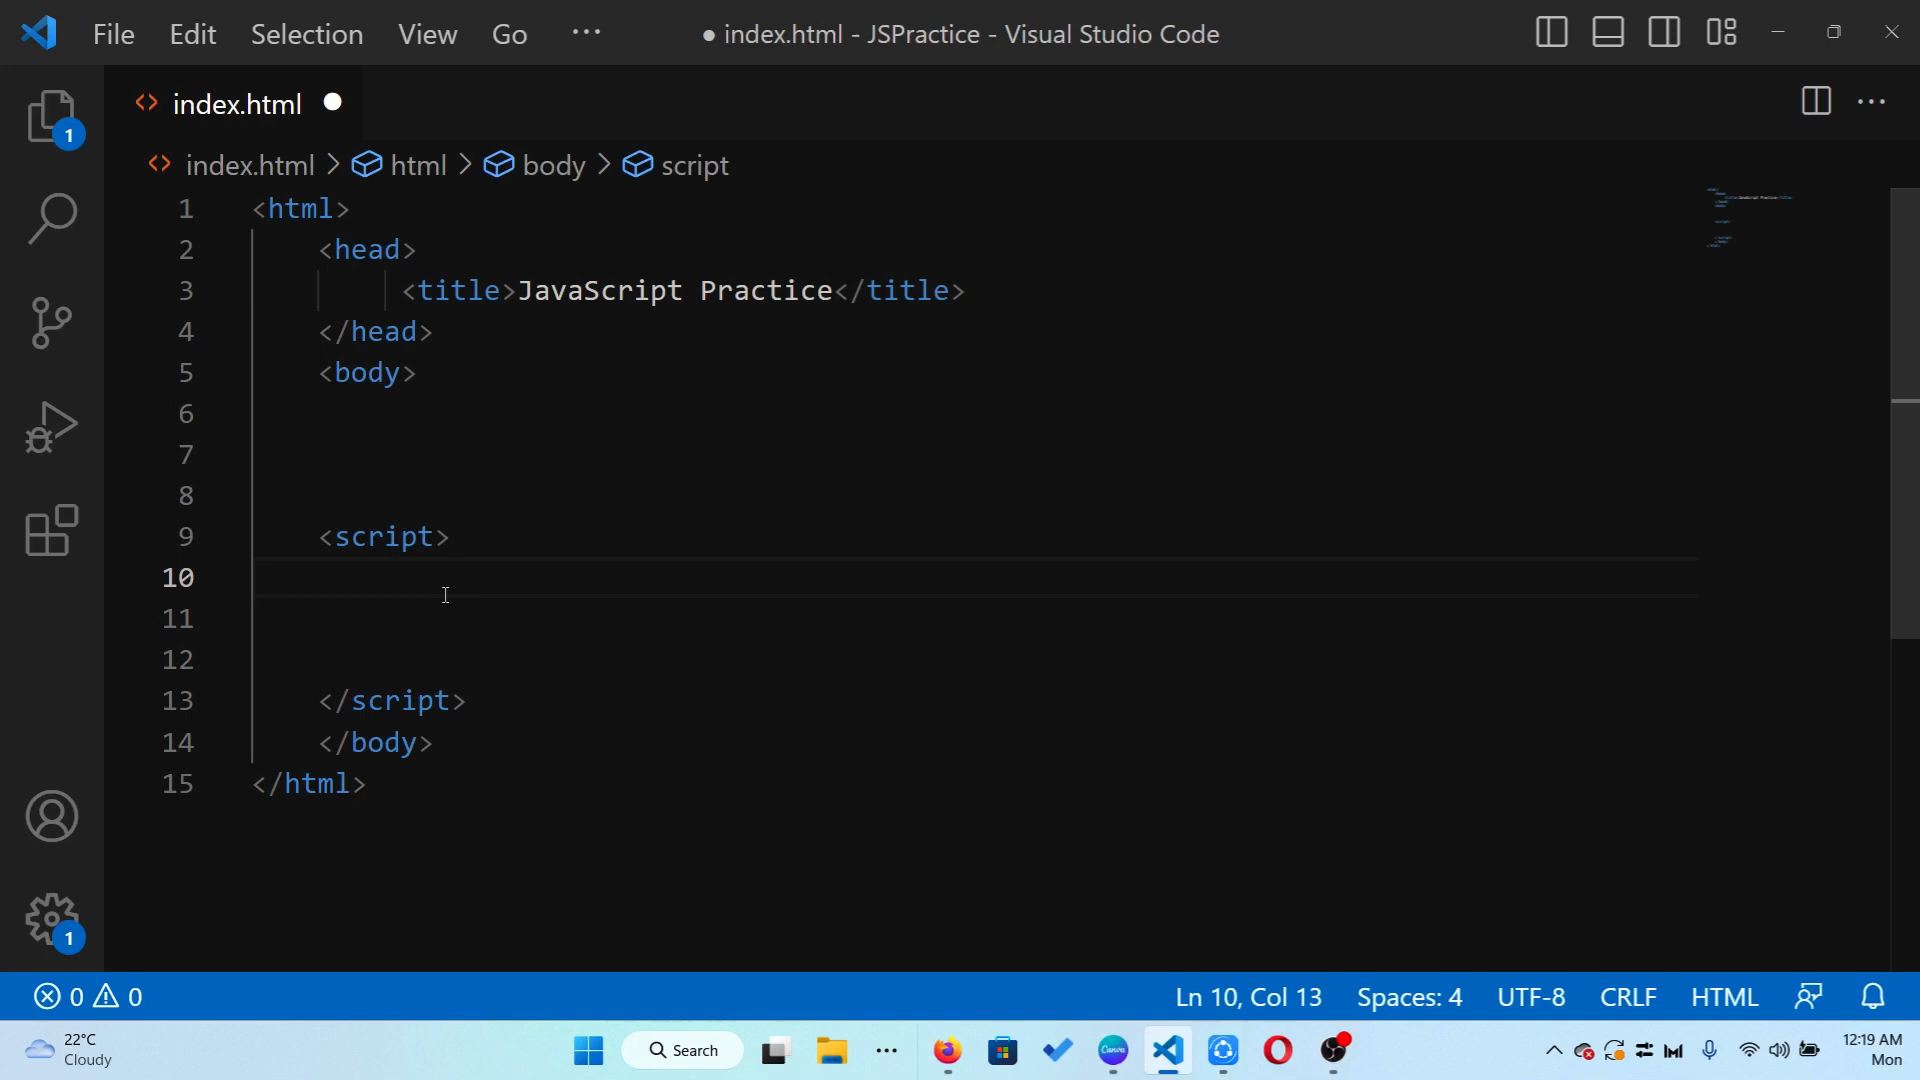 File Edit Selection View Go ··· ● index.html - JSPractice - Visual Studio Code
index.html
index.html > html > body > script
1 <html>
2 <head>
3 <title>JavaScript Practice</title>
4 </head>
5 <body>
6
7
8
9 <script>
10
11
12
13 </script>
14 </body>
15 </html>
1
1
0 0
Ln 10, Col 13 Spaces: 4 UTF-8 CRLF HTML
22°C
Cloudy
Search
Canva
12:19 AM
Mon